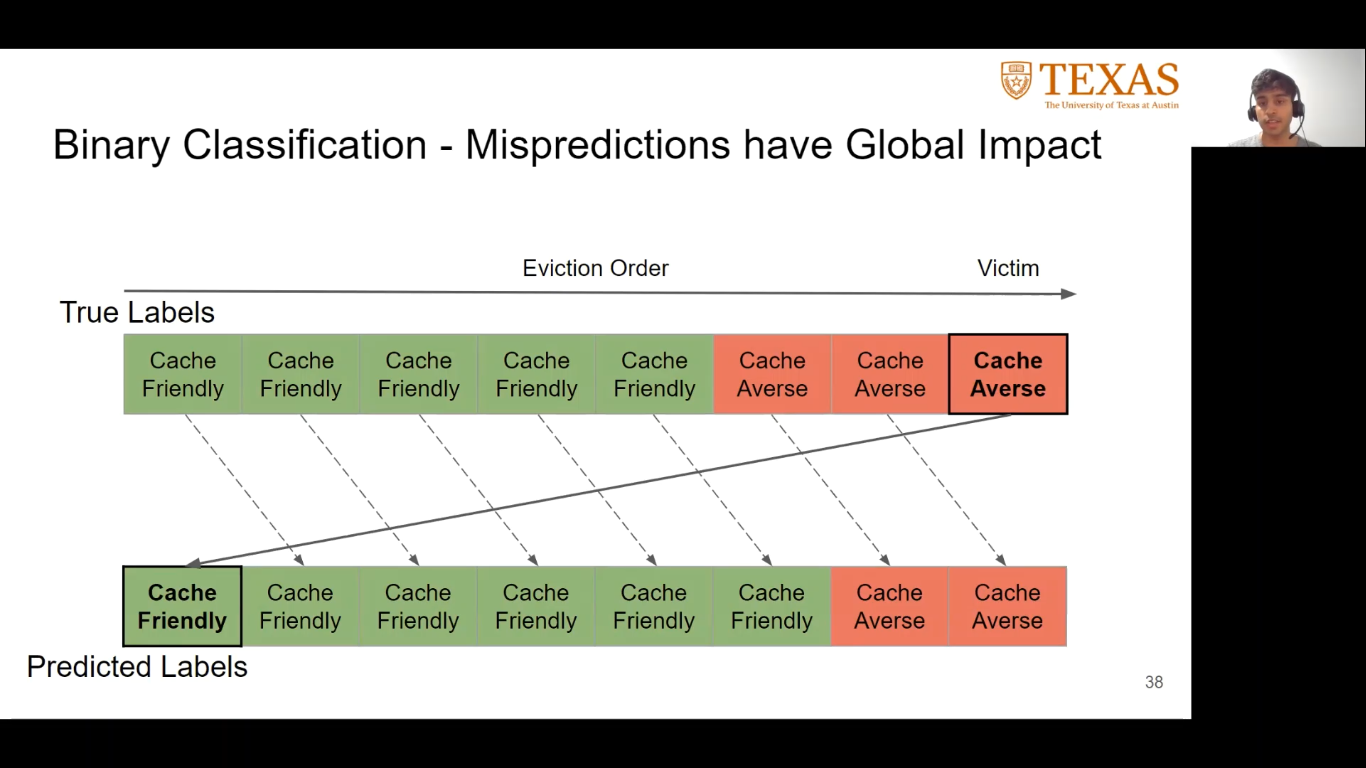 TEXAS
The University of Texas at Austin
Binary Classification - Mispredictions have Global Impact
Eviction Order
Victim
True Labels
Cache Friendly
Cache Friendly
Cache Friendly
Cache Friendly
Cache Friendly
Cache Averse
Cache Averse
Cache Averse
Cache Friendly
Cache Friendly
Cache Friendly
Cache Friendly
Cache Friendly
Cache Friendly
Cache Averse
Cache Averse
Predicted Labels
38